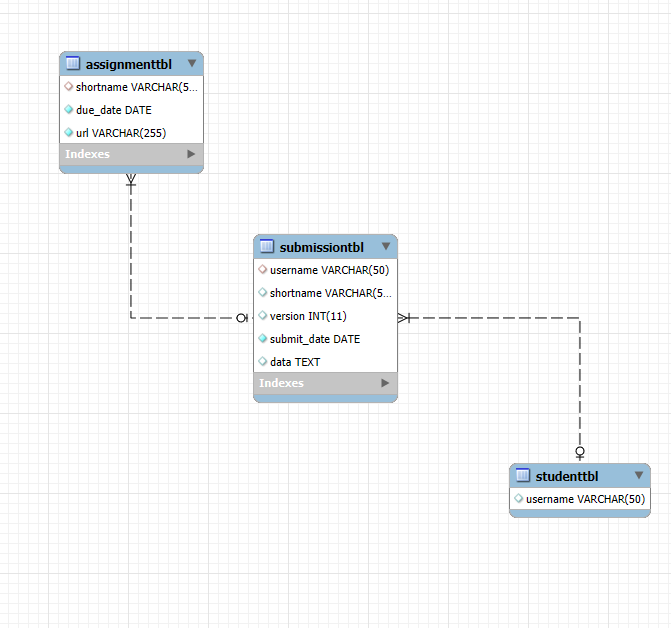 assignmenttbl
shortname VARCHAR(5...
due_date DATE
url VARCHAR(255)
Indexes
submissiontbl
username VARCHAR(50)
shortname VARCHAR(5...
version INT(11)
submit_date DATE
data TEXT
Indexes
studenttbl
username VARCHAR(50)